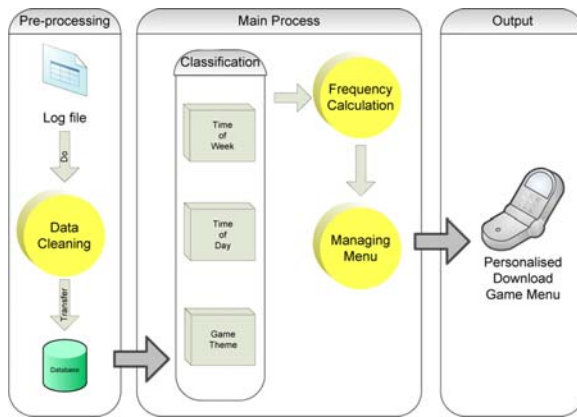 Pre-processing
Log file
Do
Data
Cleaning
Transfer
Database
Main Process
Classification
Time
of
Week
Time
of
Day
Game
Theme
Frequency
Calculation
Managing
Menu
Output
Personalised
Download
Game Menu